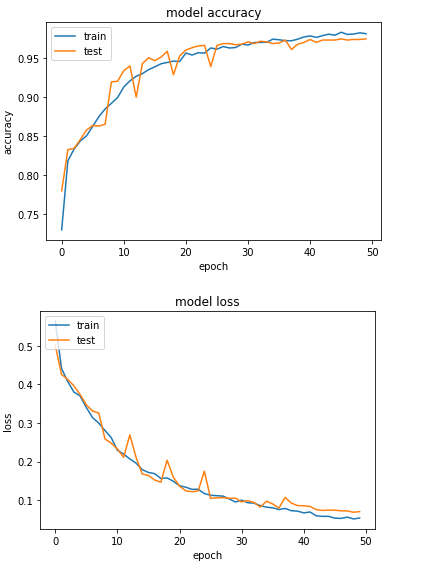 model accuracy
train
test
0.95
0.90
0.85
0.80
0.75
accuracy
0 10 20 30 40 50
epoch
model loss
train
test
0.5
0.4
0.3
0.2
0.1
loss
0 10 20 30 40 50
epoch